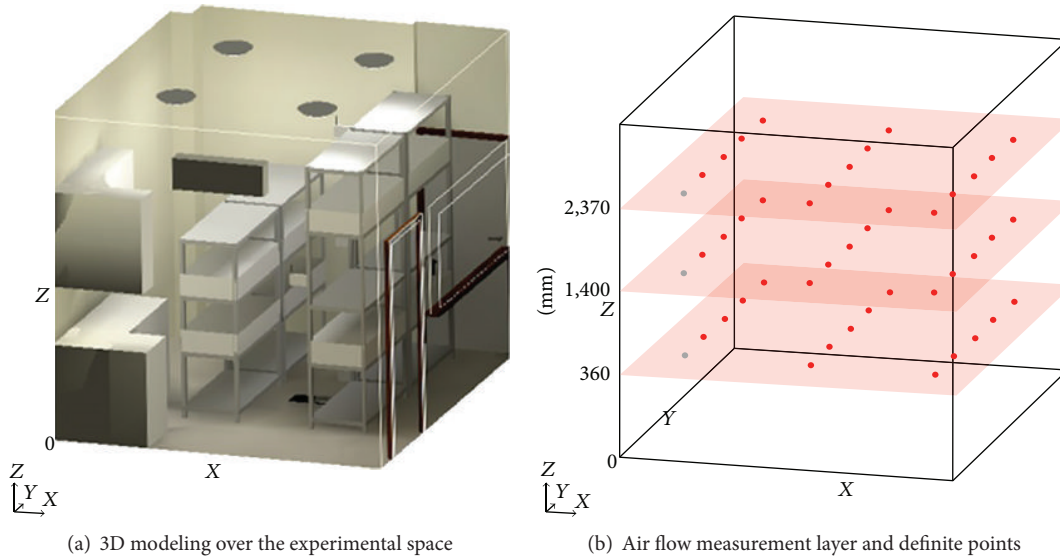 Z
0
X
Z
Y
X
(a) 3D modeling over the experimental space
2,370
1,400
(mm)
Z
360
Y
0
X
Z
Y
X
(b) Air flow measurement layer and definite points